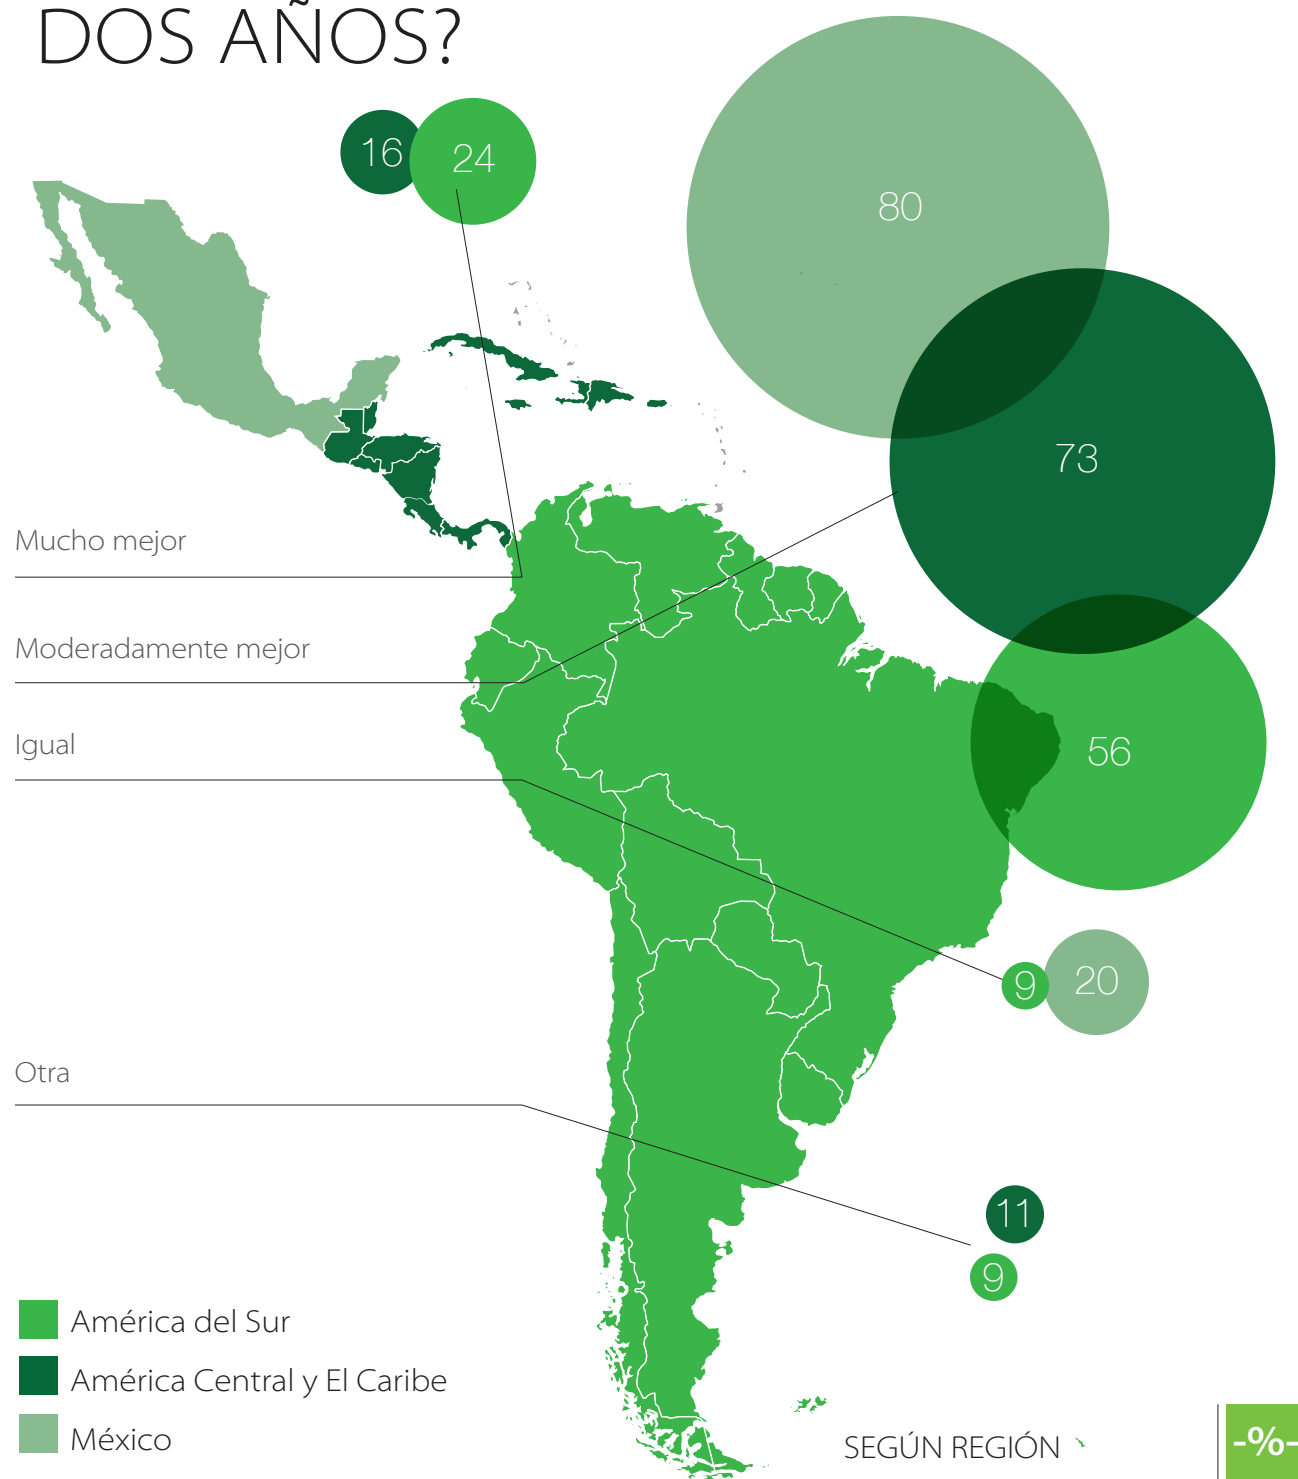 DOS AÑOS?
16
24
80
73
Mucho mejor
Moderadamente mejor
Igual
56
9
20
Otra
11
9
América del Sur
América Central y El Caribe
México
SEGÚN REGIÓN
-%-